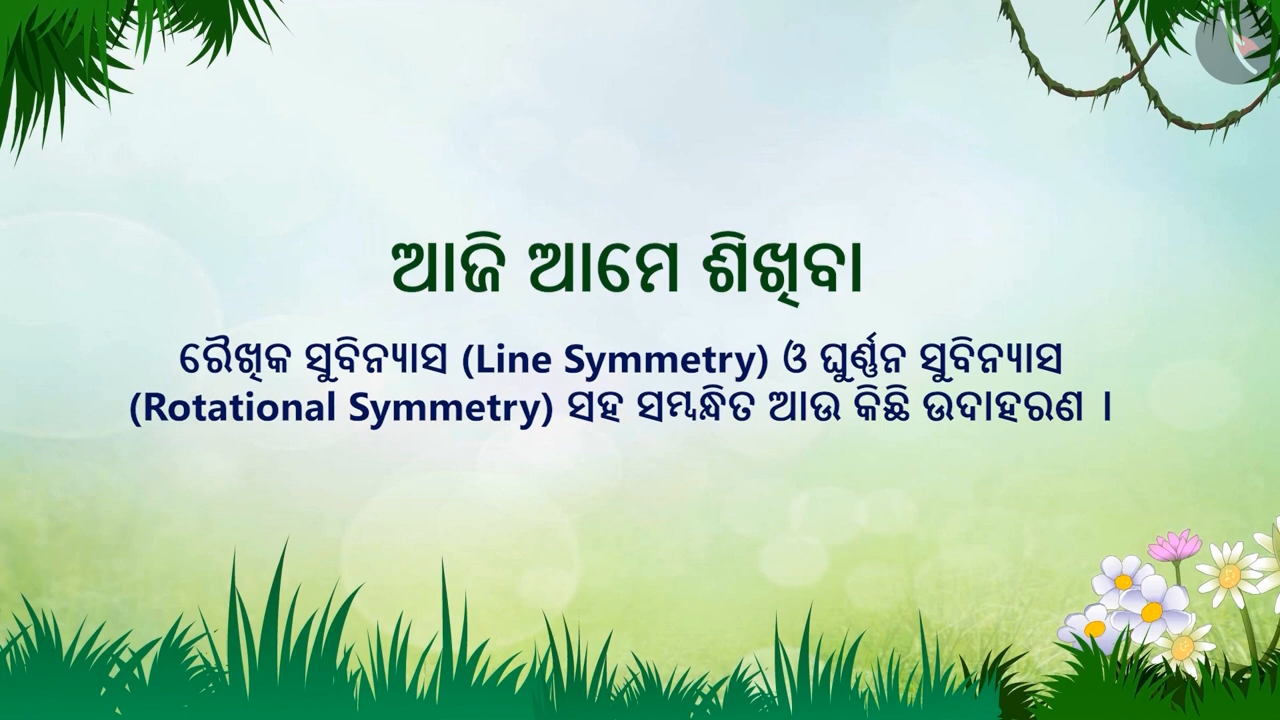 ଆଜି ଆମେ ଶିଖିବା
ରୈଖିକ ସୁବିନ୍ୟାସ (Line Symmetry) ଓ ଘୁର୍ଣ୍ଣନ ସୁବିନ୍ୟାସ
(Rotational Symmetry) ସହ ସମ୍ବନ୍ଧିତ ଆଉ କିଛି ଉଦାହରଣ ।